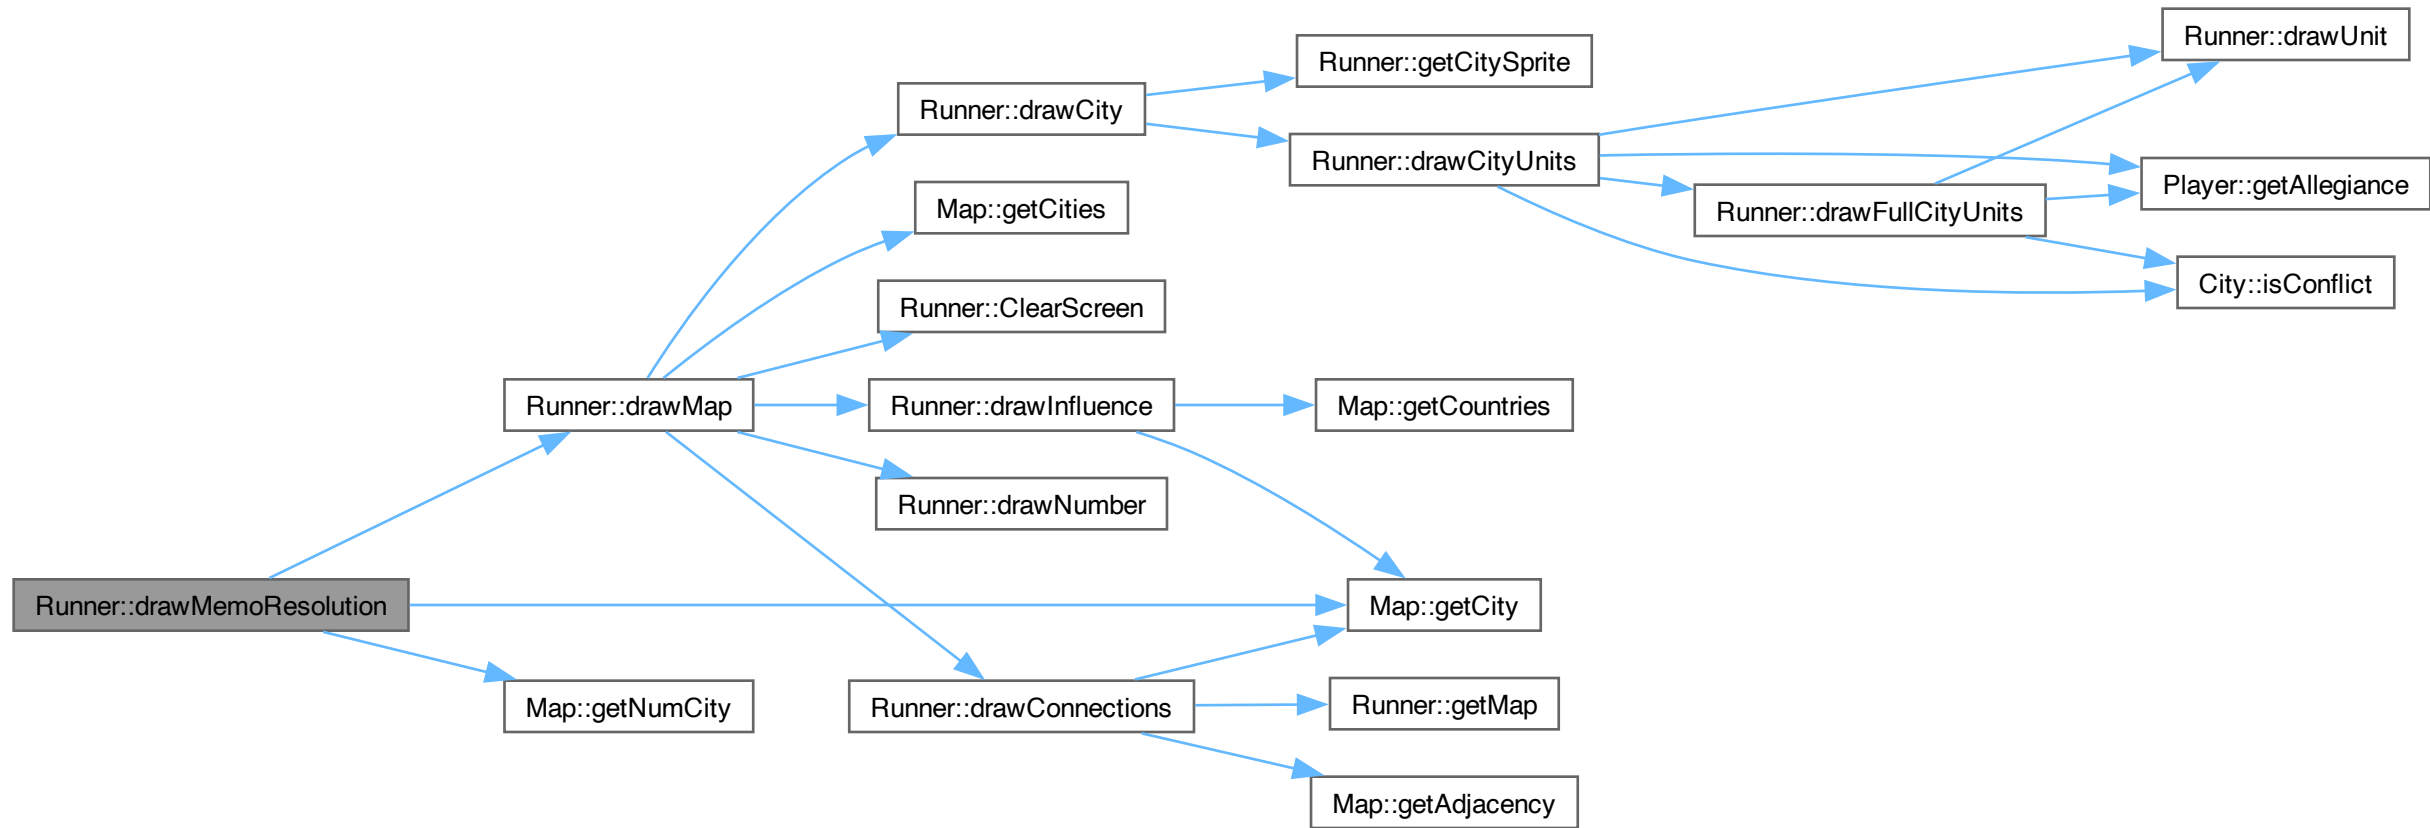 Runner::drawMemoResolution
Runner::drawMap
Runner::drawCity
Runner::getCitySprite
Runner::drawCityUnits
Runner::drawUnit
Player::getAllegiance
Runner::drawFullCityUnits
City::isConflict
Map::getCities
Runner::ClearScreen
Runner::drawInfluence
Map::getCountries
Runner::drawNumber
Map::getCity
Runner::drawConnections
Runner::getMap
Map::getAdjacency
Map::getNumCity